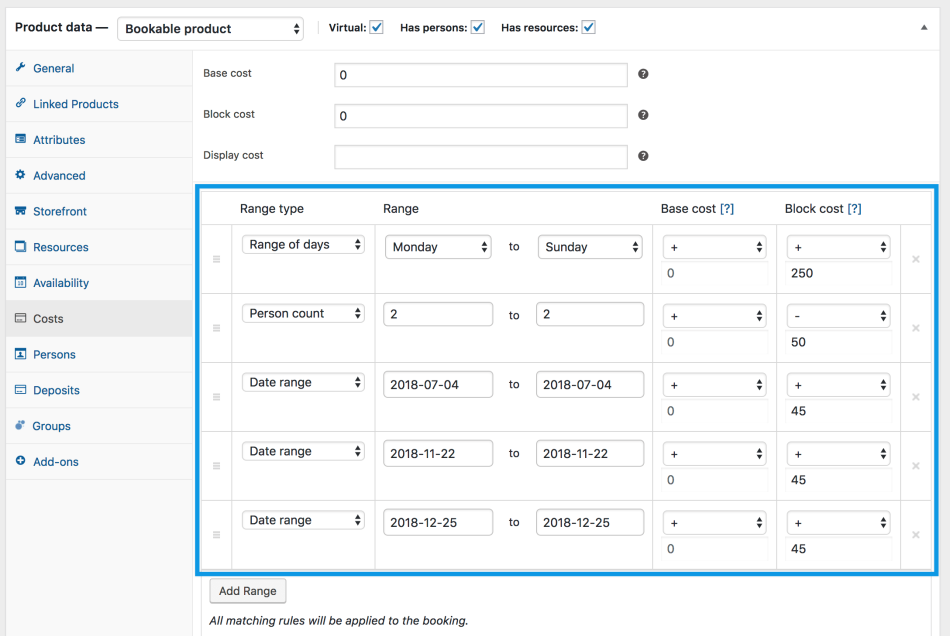 Product data — Bookable product Virtual: Has persons: Has resources:
General
Linked Products
Attributes
Advanced
Storefront
Resources
Availability
Costs
Persons
Deposits
Groups
Add-ons
Base cost 0 ?
Block cost 0 ?
Display cost ?
Range type Range Base cost [?] Block cost [?]
Range of days Monday to Sunday + +
0 250
Person count 2 to 2 + -
0 50
Date range 2018-07-04 to 2018-07-04 + +
0 45
Date range 2018-11-22 to 2018-11-22 + +
0 45
Date range 2018-12-25 to 2018-12-25 + +
0 45
Add Range
All matching rules will be applied to the booking.